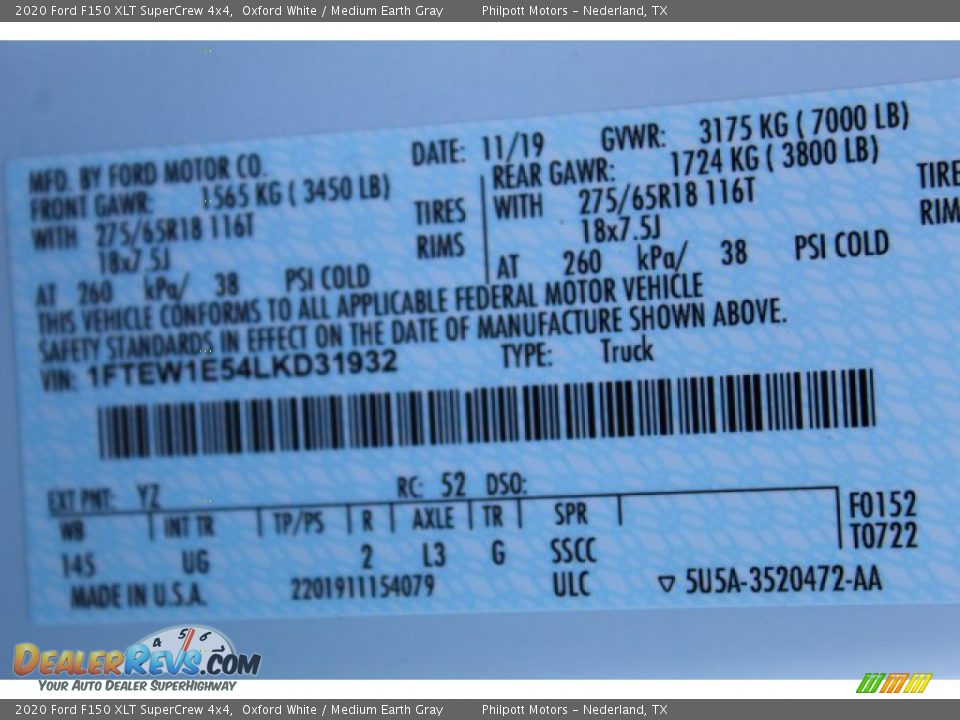 2020 Ford F150 XLT SuperCrew 4x4, Oxford White / Medium Earth Gray Philpott Motors - Nederland, TX
MFD. BY FORD MOTOR CO. DATE: 11/19 GVWR: 3175 KG ( 7000 LB)
FRONT GAWR: 1565 KG ( 3450 LB) REAR GAWR: 1724 KG ( 3800 LB)
WITH 275/65R18 116T TIRES WITH 275/65R18 116T TIRE
18x7.5J RIMS 18x7.5J RIM
AT 260 kPa/ 38 PSI COLD AT 260 kPa/ 38 PSI COLD
THIS VEHICLE CONFORMS TO ALL APPLICABLE FEDERAL MOTOR VEHICLE
SAFETY STANDARDS IN EFFECT ON THE DATE OF MANUFACTURE SHOWN ABOVE.
VIN: 1FTEW1E54LKD31932 TYPE: Truck
EXT PNT: YZ RC: 52 DSO:
WB INT TR TP/PS R AXLE TR SPR F0152
145 UG 2 L3 G SSCC T0722
MADE IN U.S.A. 2201911154079 ULC ▽ 5U5A-3520472-AA
4 5 6 7
DealerRevs.com
Your Auto Dealer SuperHighway
2020 Ford F150 XLT SuperCrew 4x4, Oxford White / Medium Earth Gray Philpott Motors - Nederland, TX